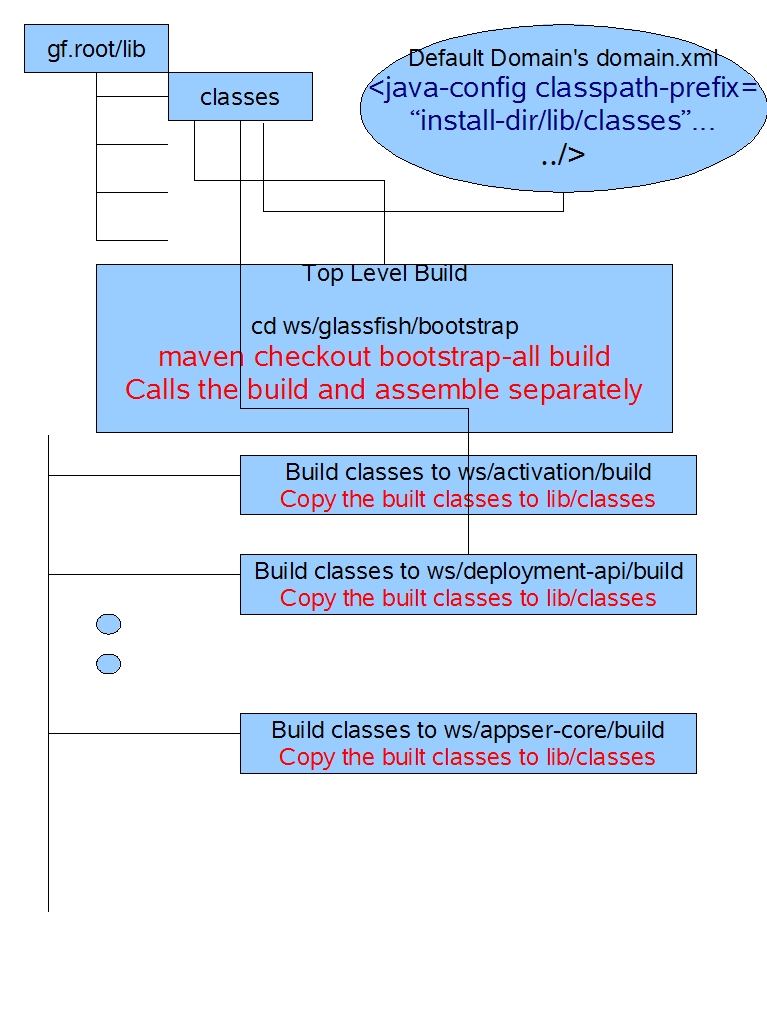 gf.root/lib
classes
Default Domain's domain.xml
<java-config classpath-prefix=
“install-dir/lib/classes”...
../>
Top Level Build
cd ws/glassfish/bootstrap
maven checkout bootstrap-all build
Calls the build and assemble separately
Build classes to ws/activation/build
Copy the built classes to lib/classes
Build classes to ws/deployment-api/build
Copy the built classes to lib/classes
Build classes to ws/appser-core/build
Copy the built classes to lib/classes